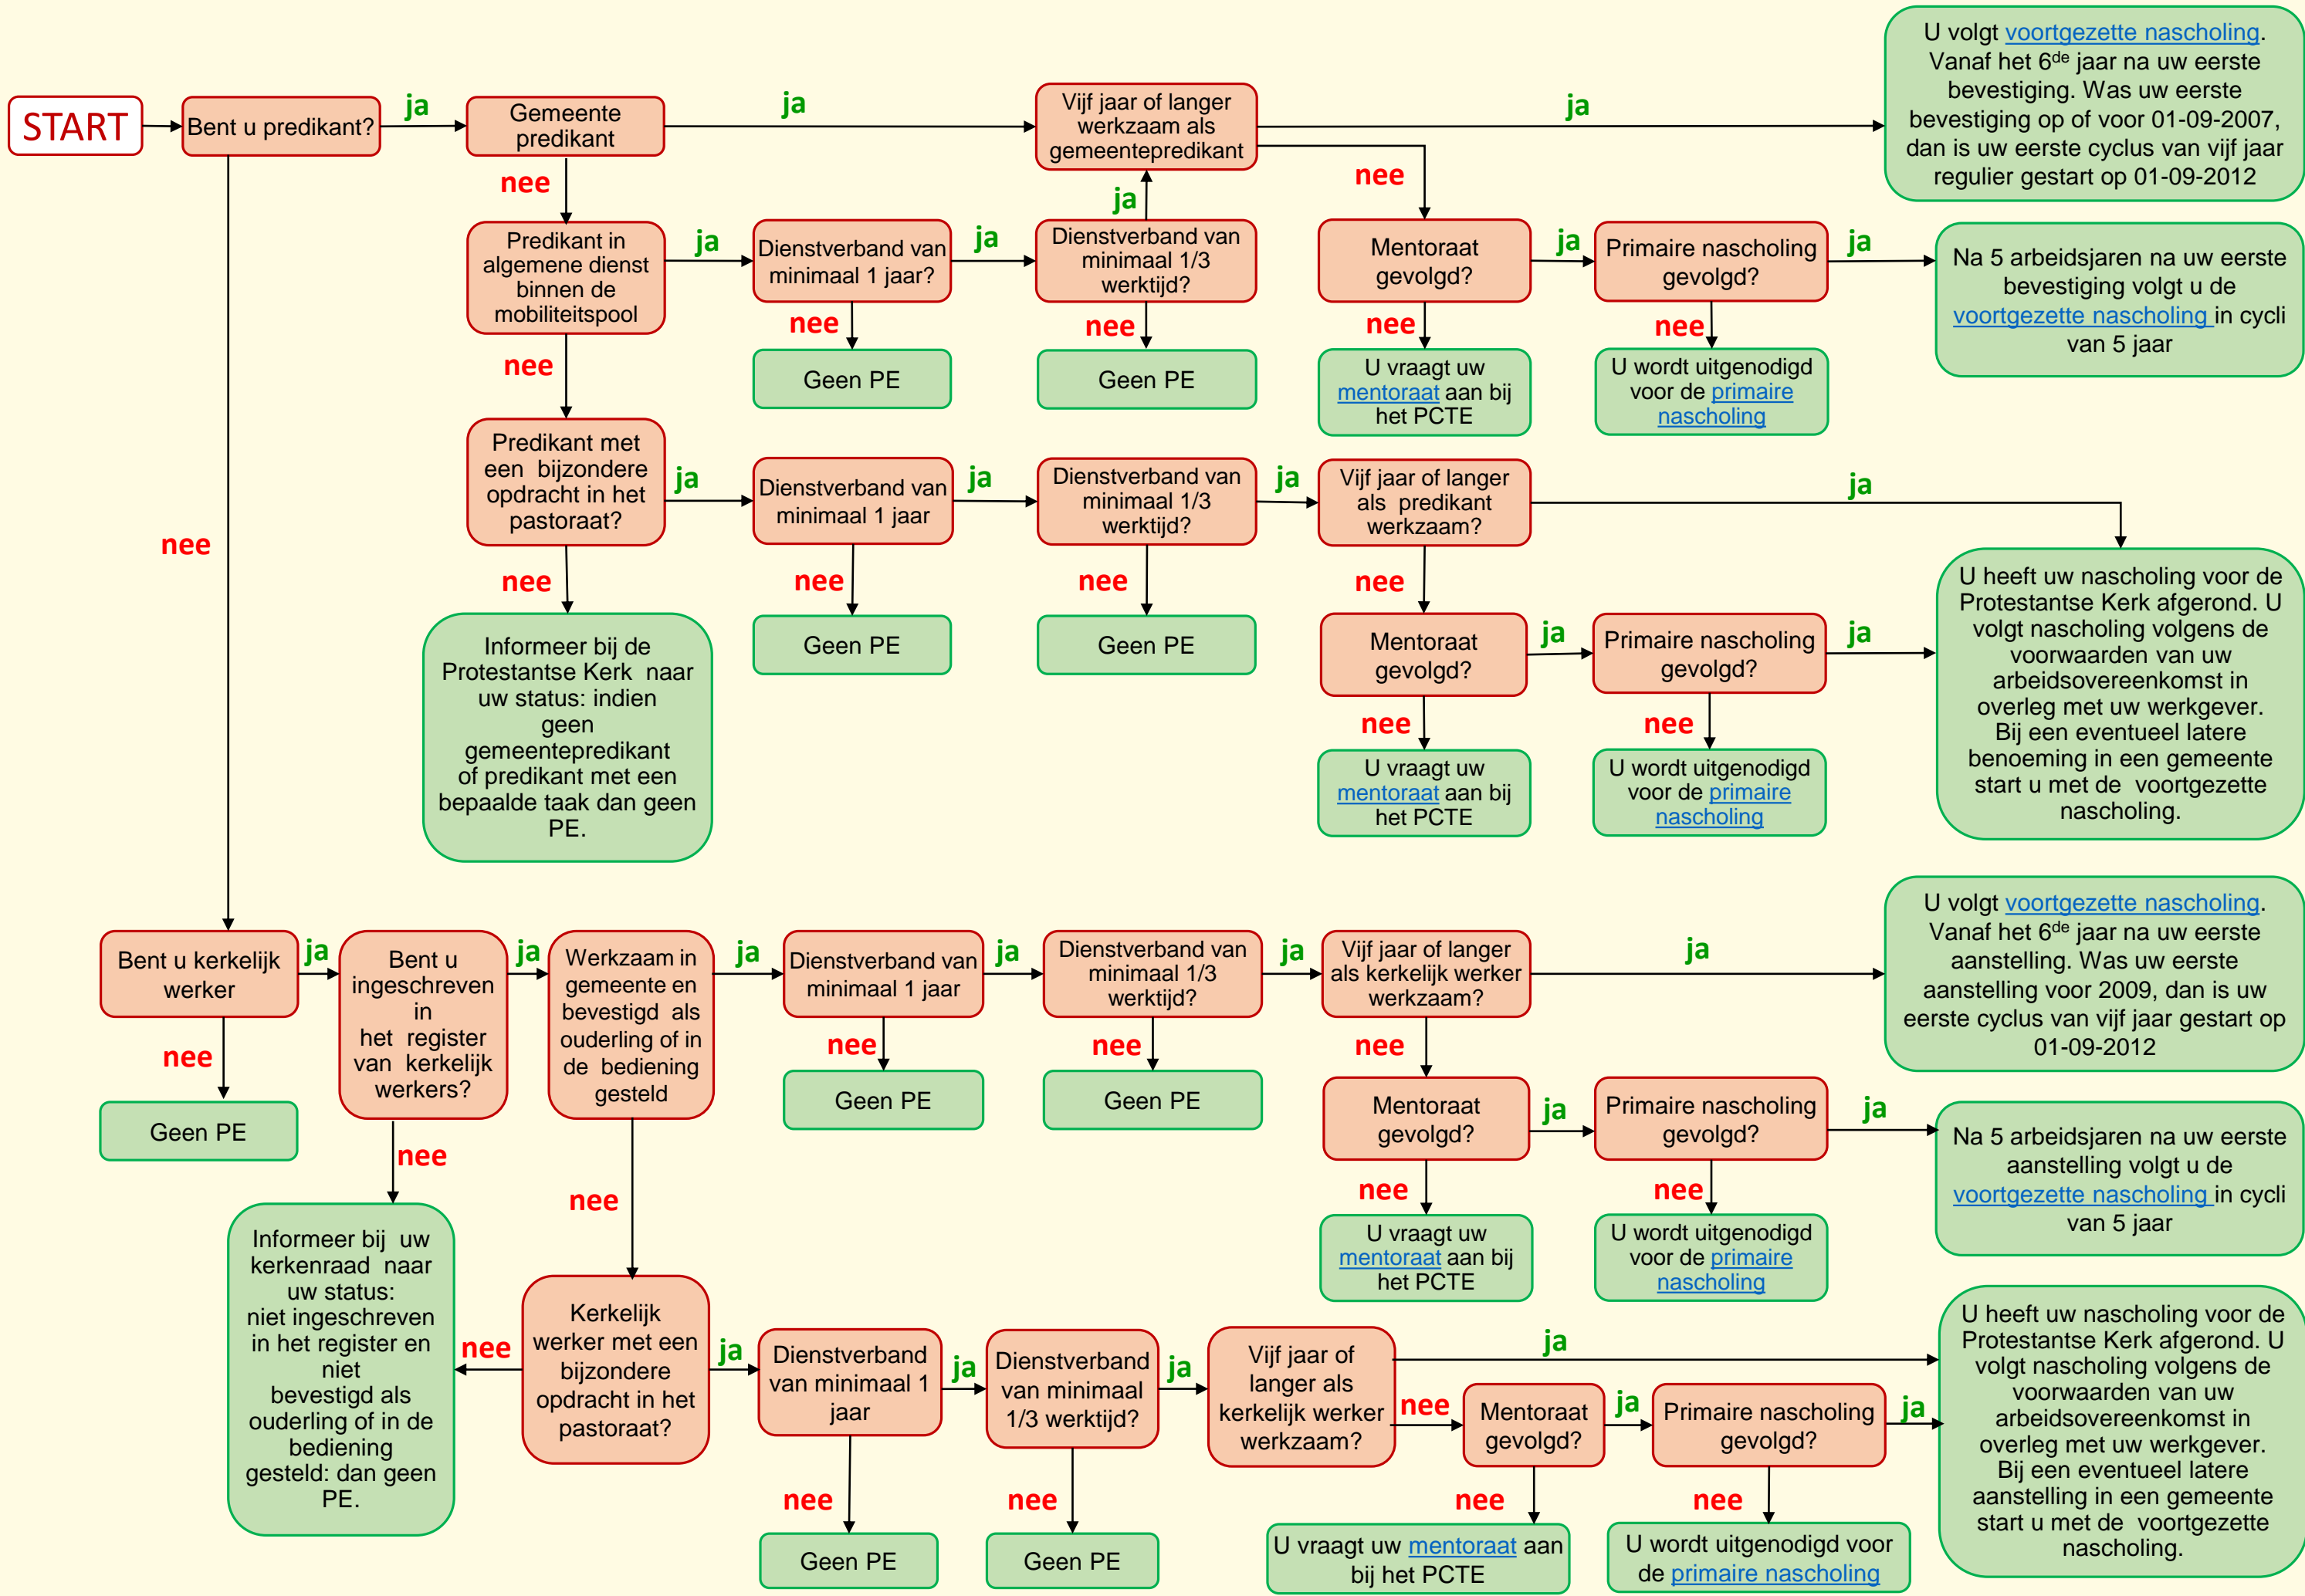 START
Bent u predikant?
ja
Gemeente
predikant
ja
Vijf jaar of langer
werkzaam als
gemeentepredikant
ja
U volgt voortgezette nascholing.
Vanaf het 6de jaar na uw eerste
bevestiging. Was uw eerste
bevestiging op of voor 01-09-2007,
dan is uw eerste cyclus van vijf jaar
regulier gestart op 01-09-2012
nee
nee
ja
Predikant in
algemene dienst
binnen de
mobiliteitspool
ja
Dienstverband van
minimaal 1 jaar?
ja
Dienstverband van
minimaal 1/3
werktijd?
Mentoraat
gevolgd?
ja
Primaire nascholing
gevolgd?
ja
Na 5 arbeidsjaren na uw eerste
bevestiging volgt u de
voortgezette nascholing in cycli
van 5 jaar
nee
nee
nee
nee
nee
Geen PE
Geen PE
U vraagt uw
mentoraat aan bij
het PCTE
U wordt uitgenodigd
voor de primaire
nascholing
Predikant met
een bijzondere
opdracht in het
pastoraat?
ja
Dienstverband van
minimaal 1 jaar
ja
Dienstverband van
minimaal 1/3
werktijd?
ja
Vijf jaar of langer
als predikant
werkzaam?
ja
nee
nee
nee
nee
nee
Informeer bij de
Protestantse Kerk naar
uw status: indien
geen
gemeentepredikant
of predikant met een
bepaalde taak dan geen
PE.
Geen PE
Geen PE
Mentoraat
gevolgd?
ja
Primaire nascholing
gevolgd?
ja
U heeft uw nascholing voor de
Protestantse Kerk afgerond. U
volgt nascholing volgens de
voorwaarden van uw
arbeidsovereenkomst in
overleg met uw werkgever.
Bij een eventueel latere
benoeming in een gemeente
start u met de voortgezette
nascholing.
nee
nee
U vraagt uw
mentoraat aan bij
het PCTE
U wordt uitgenodigd
voor de primaire
nascholing
Bent u kerkelijk
werker
ja
Bent u
ingeschreven
in
het register
van kerkelijk
werkers?
ja
Werkzaam in
gemeente en
bevestigd als
ouderling of in
de bediening
gesteld
ja
Dienstverband van
minimaal 1 jaar
ja
Dienstverband van
minimaal 1/3
werktijd?
ja
Vijf jaar of langer
als kerkelijk werker
werkzaam?
ja
U volgt voortgezette nascholing.
Vanaf het 6de jaar na uw eerste
aanstelling. Was uw eerste
aanstelling voor 2009, dan is uw
eerste cyclus van vijf jaar gestart op
01-09-2012
nee
nee
nee
nee
Geen PE
Geen PE
Geen PE
Mentoraat
gevolgd?
ja
Primaire nascholing
gevolgd?
ja
Na 5 arbeidsjaren na uw eerste
aanstelling volgt u de
voortgezette nascholing in cycli
van 5 jaar
nee
nee
nee
nee
U vraagt uw
mentoraat aan bij
het PCTE
U wordt uitgenodigd
voor de primaire
nascholing
Informeer bij uw
kerkenraad naar
uw status:
niet ingeschreven
in het register en
niet
bevestigd als
ouderling of in de
bediening
gesteld: dan geen
PE.
nee
Kerkelijk
werker met een
bijzondere
opdracht in het
pastoraat?
ja
Dienstverband
van minimaal 1
jaar
ja
Dienstverband
van minimaal
1/3 werktijd?
ja
Vijf jaar of
langer als
kerkelijk werker
werkzaam?
ja
nee
Mentoraat
gevolgd?
ja
Primaire nascholing
gevolgd?
ja
U heeft uw nascholing voor de
Protestantse Kerk afgerond. U
volgt nascholing volgens de
voorwaarden van uw
arbeidsovereenkomst in
overleg met uw werkgever.
Bij een eventueel latere
aanstelling in een gemeente
start u met de voortgezette
nascholing.
nee
nee
nee
nee
Geen PE
Geen PE
U vraagt uw mentoraat aan
bij het PCTE
U wordt uitgenodigd voor
de primaire nascholing